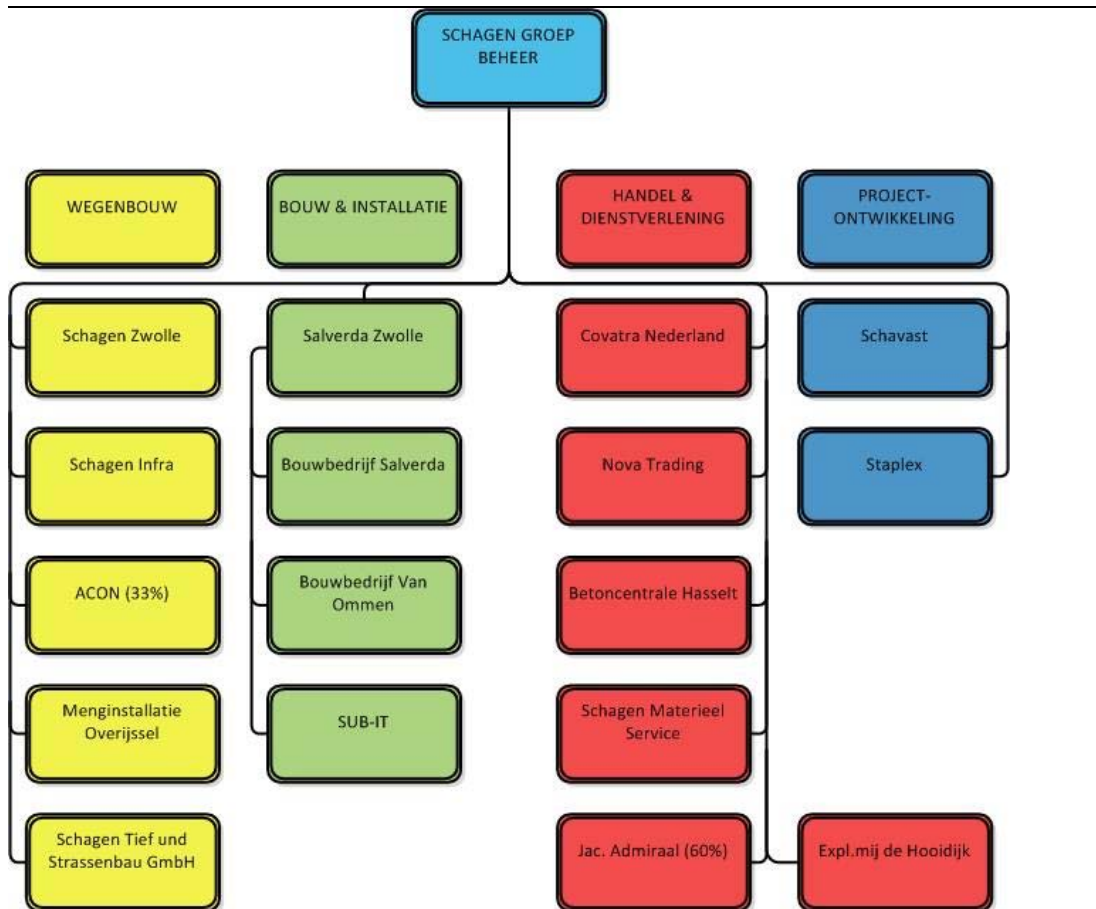 SCHAGEN GROEP
BEHEER
WEGENBOUW
BOUW & INSTALLATIE
HANDEL &
DIENSTVERLENING
PROJECT-
ONTWIKKELING
Schagen Zwolle
Salverda Zwolle
Covatra Nederland
Schavast
Schagen Infra
Bouwbedrijf Salverda
Nova Trading
Staplex
ACON (33%)
Bouwbedrijf Van
Ommen
Betoncentrale Hasselt
Menginstallatie
Overijssel
SUB-IT
Schagen Materieel
Service
Schagen Tief und
Strassenbau GmbH
Jac. Admiraal (60%)
Expl.mij de Hooidijk